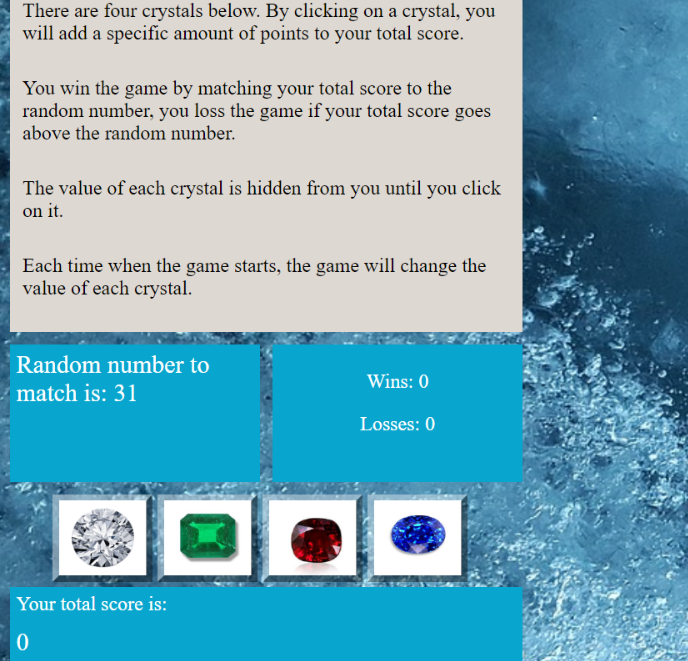 There are four crystals below. By clicking on a crystal, you
will add a specific amount of points to your total score.
You win the game by matching your total score to the
random number, you loss the game if your total score goes
above the random number.
The value of each crystal is hidden from you until you click
on it.
Each time when the game starts, the game will change the
value of each crystal.
Random number to
match is: 31
Wins: 0
Losses: 0
Your total score is:
0